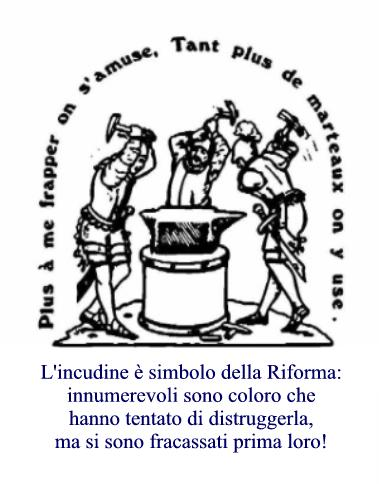 Plus à me frapper on s'amuse, Tant plus de marteaux on y use.
L'incudine è simbolo della Riforma:
innumerevoli sono coloro che
hanno tentato di distruggerla,
ma si sono fracassati prima loro!